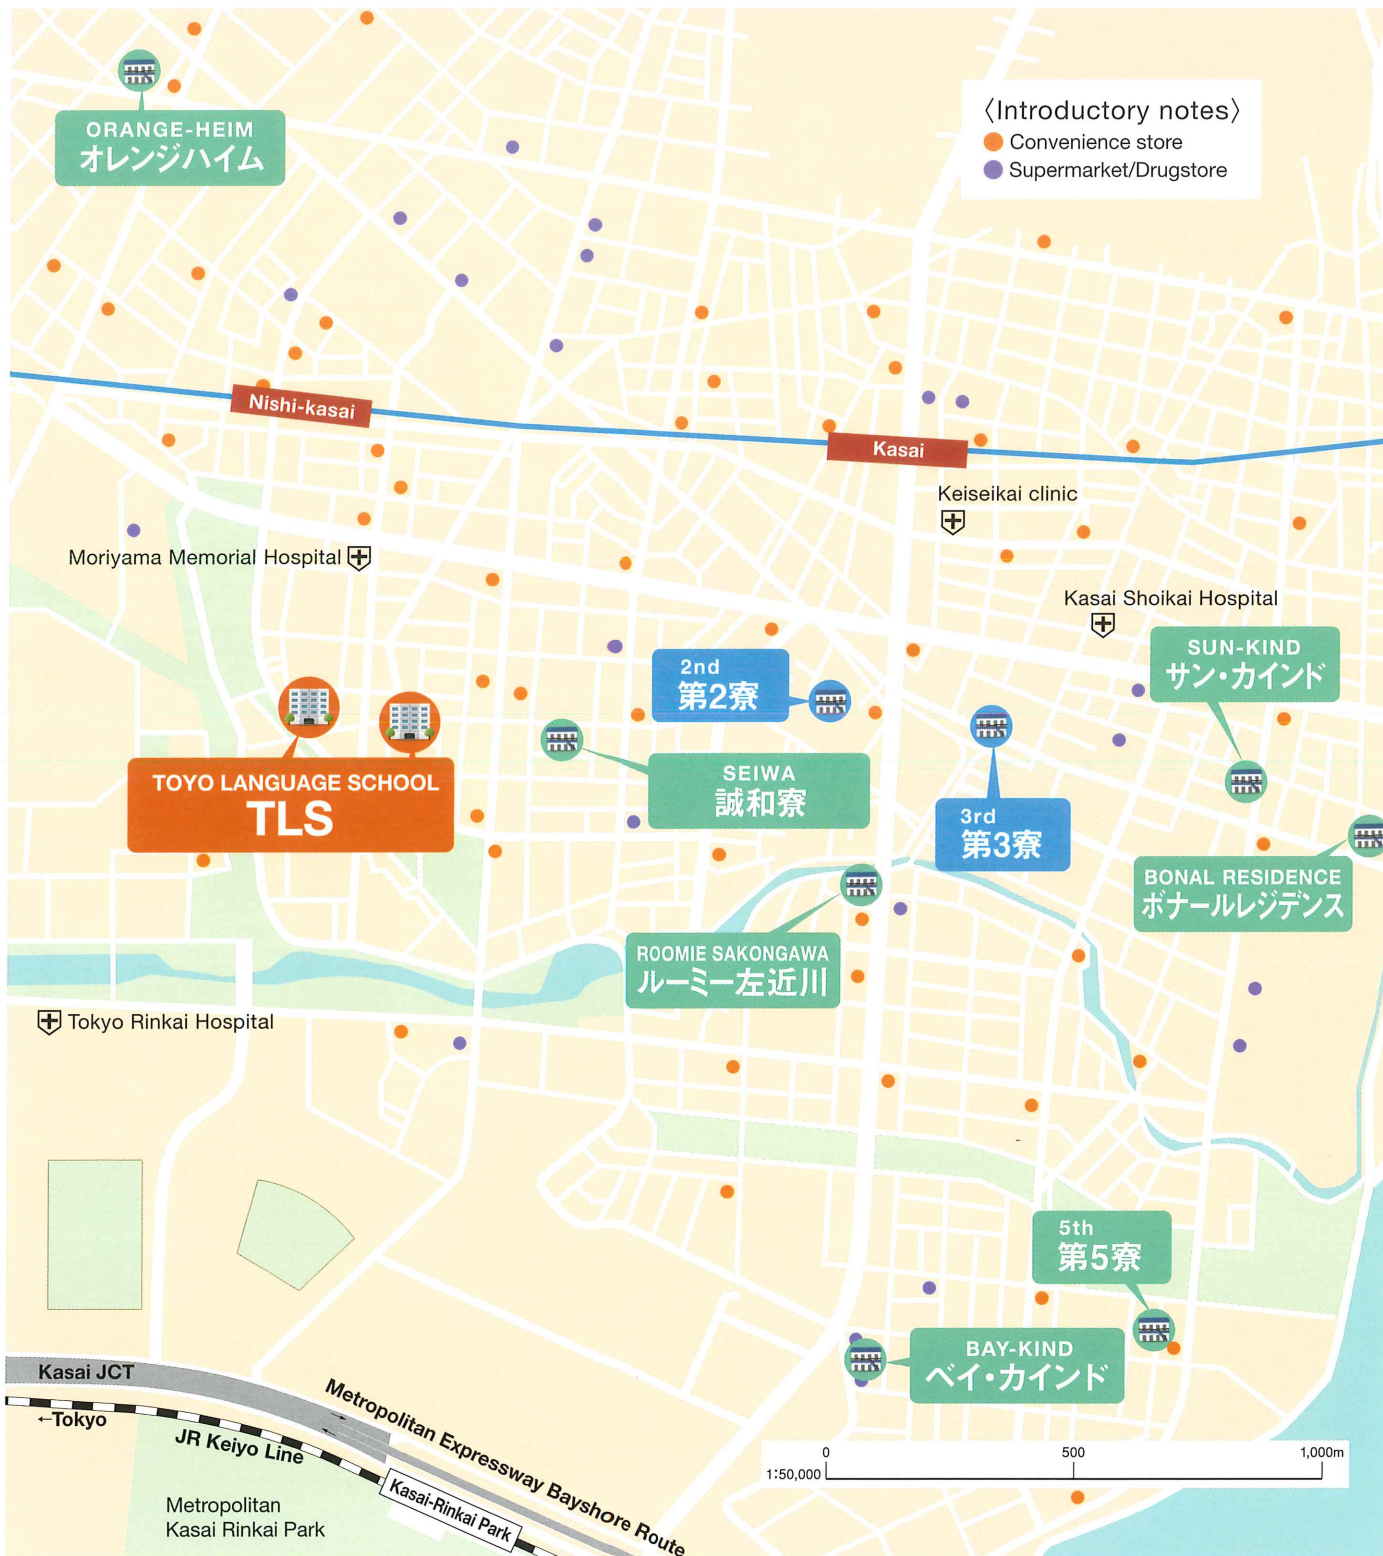 ORANGE-HEIM
オレンジハイム
〈Introductory notes〉
Convenience store
Supermarket/Drugstore
Nishi-kasai
Kasai
Keiseikai clinic
Moriyama Memorial Hospital
Kasai Shoikai Hospital
SUN-KIND
サン・カインド
2nd
第2寮
TOYO LANGUAGE SCHOOL
TLS
SEIWA
誠和寮
3rd
第3寮
BONAL RESIDENCE
ボナールレジデンス
ROOMIE SAKONGAWA
ルーミー左近川
Tokyo Rinkai Hospital
5th
第5寮
BAY-KIND
ベイ・カインド
Kasai JCT
←Tokyo
JR Keiyo Line
Metropolitan Expressway Bayshore Route
Kasai-Rinkai Park
Metropolitan
Kasai Rinkai Park
0 500 1,000m
1:50,000